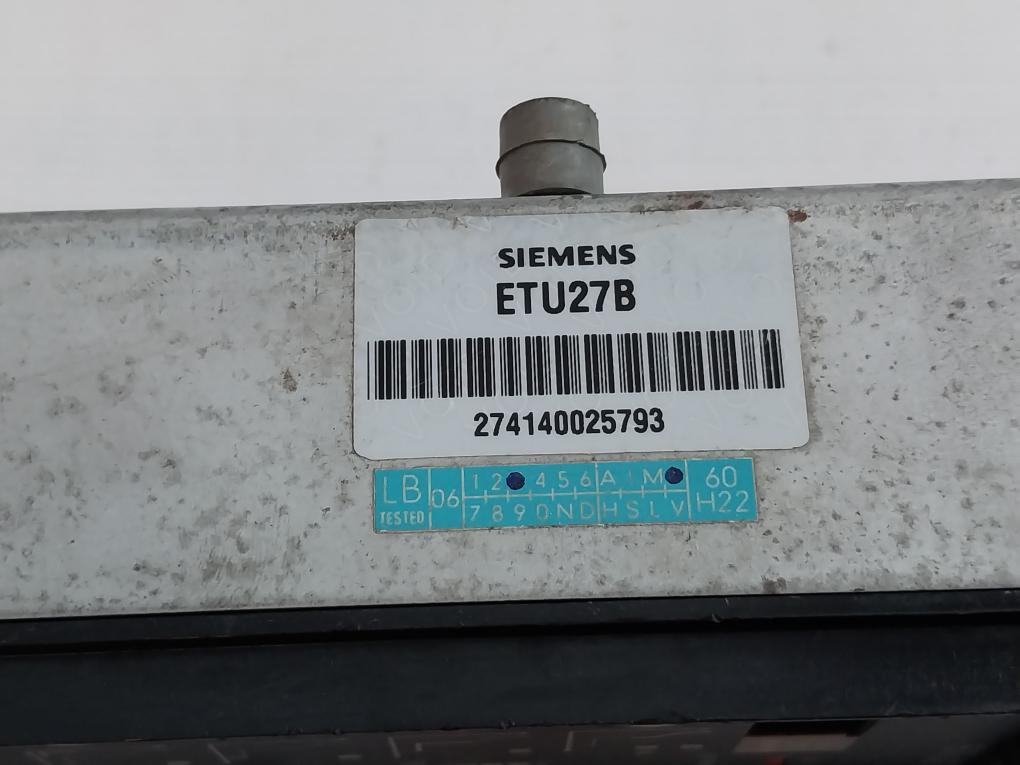 SIEMENS
ETU27B
274140025793
LB 06 1 2 4 5 6 A M 60
TESTED 7 8 9 0 N D H S L V H22